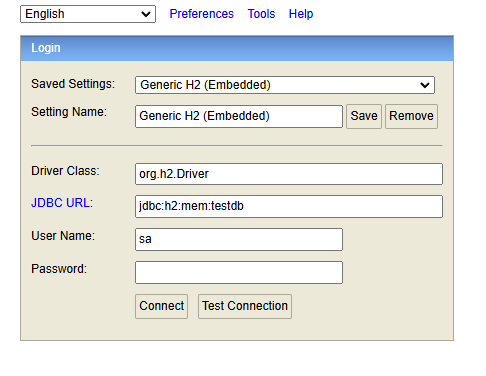 English Preferences Tools Help
Login
Saved Settings: Generic H2 (Embedded)
Setting Name: Generic H2 (Embedded) Save Remove
Driver Class: org.h2.Driver
JDBC URL: jdbc:h2:mem:testdb
User Name: sa
Password:
Connect Test Connection